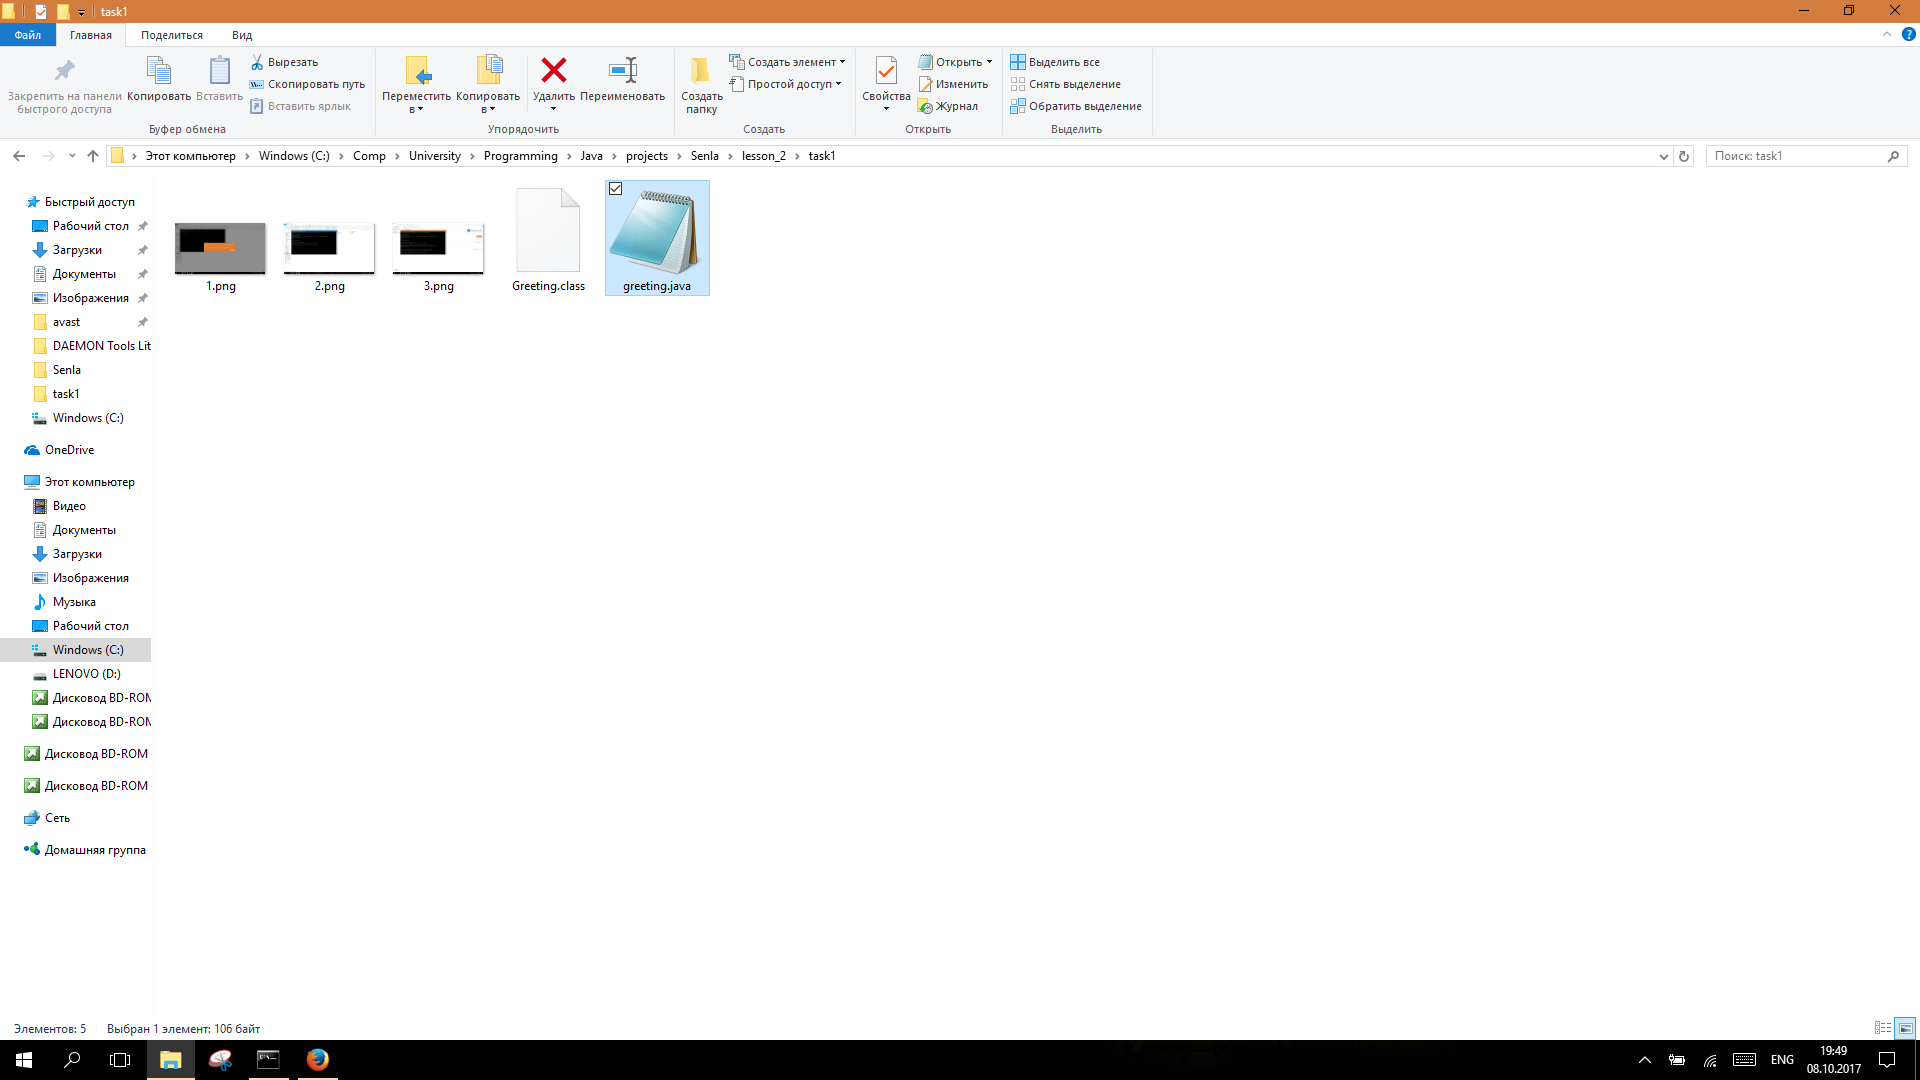 task1
Файл Главная Поделиться Вид
Закрепить на панели быстрого доступа
Копировать
Вставить
Вырезать
Скопировать путь
Вставить ярлык
Буфер обмена
Переместить в
Копировать в
Удалить
Переименовать
Упорядочить
Создать папку
Создать элемент
Простой доступ
Создать
Свойства
Открыть
Изменить
Журнал
Открыть
Выделить все
Снять выделение
Обратить выделение
Выделить
Этот компьютер > Windows (C:) > Comp > University > Programming > Java > projects > Senla > lesson_2 > task1
Поиск: task1
Быстрый доступ
Рабочий стол
Загрузки
Документы
Изображения
avast
DAEMON Tools Lit
Senla
task1
Windows (C:)
OneDrive
Этот компьютер
Видео
Документы
Загрузки
Изображения
Музыка
Рабочий стол
Windows (C:)
LENOVO (D:)
Дисковод BD-ROM
Дисковод BD-ROM
Дисковод BD-ROM
Дисковод BD-ROM
Сеть
Домашняя группа
1.png
2.png
3.png
Greeting.class
greeting.java
Элементов: 5 Выбран 1 элемент: 106 байт
ENG
19:49
08.10.2017